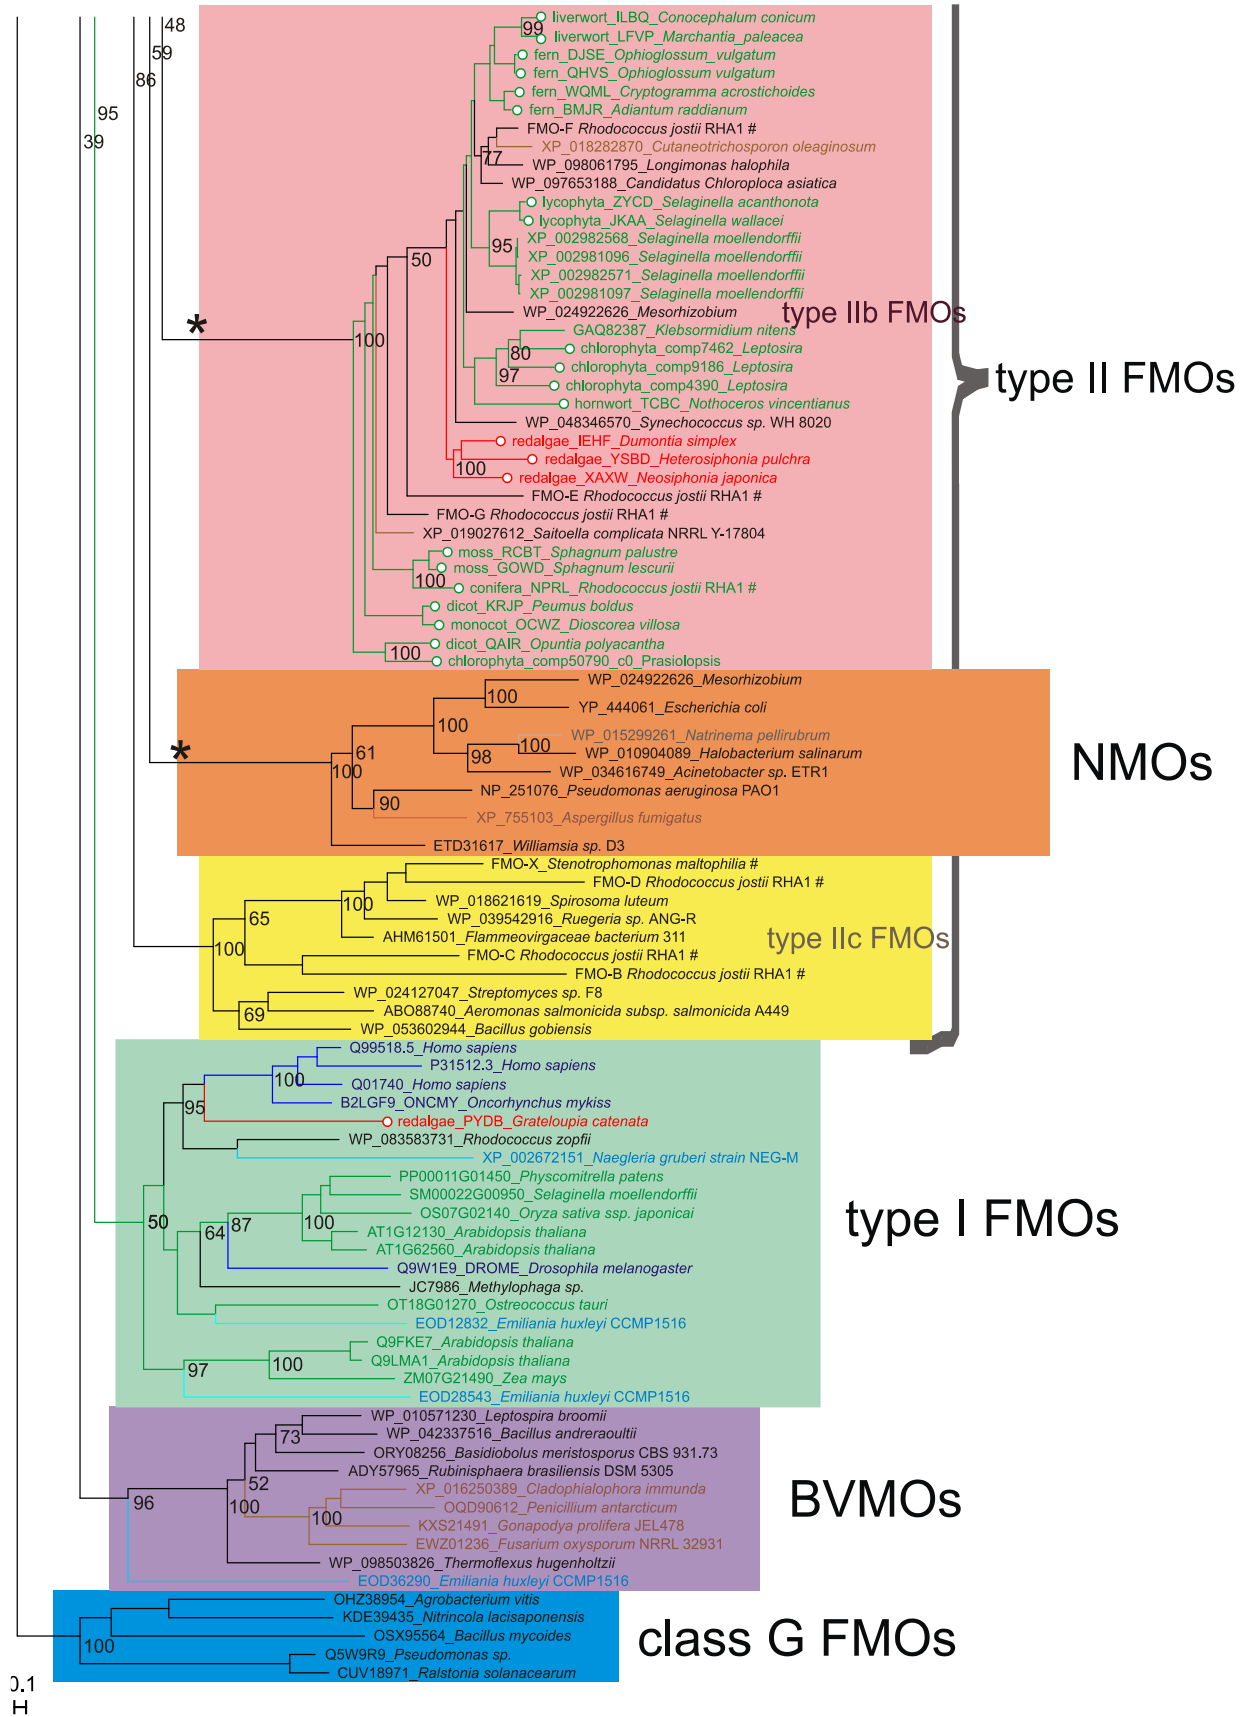 48
59
86
95
39
liverwort_ILBQ_Conocephalum conicum
99
liverwort_LFVP_Marchantia_paleacea
fern_DJSE_Ophioglossum_vulgatum
fern_QHVS_Ophioglossum vulgatum
fern_WQML_Cryptogramma acrostichoides
fern_BMJR_Adiantum raddianum
FMO-F Rhodococcus jostii RHA1 #
XP_018282870_Cutaneotrichosporon oleaginosum
77
WP_098061795_Longimonas halophila
WP_097653188_Candidatus Chloroploca asiatica
lycophyta_ZYCD_Selaginella acanthonota
lycophyta_JKAA_Selaginella wallacei
XP_002982568_Selaginella moellendorffii
95
XP_002981096_Selaginella moellendorffii
50
XP_002982571_Selaginella moellendorffii
XP_002981097_Selaginella moellendorffii
WP_024922626_Mesorhizobium
type IIb FMOs
*
100
GAQ82387_Klebsormidium nitens
chlorophyta_comp7462_Leptosira
80
chlorophyta_comp9186_Leptosira
97
type II FMOs
chlorophyta_comp4390_Leptosira
hornwort_TCBC_Nothoceros vincentianus
WP_048346570_Synechococcus sp. WH 8020
redalgae_IEHF_Dumontia simplex
redalgae_YSBD_Heterosiphonia pulchra
100
redalgae_XAXW_Neosiphonia japonica
FMO-E Rhodococcus jostii RHA1 #
FMO-G Rhodococcus jostii RHA1 #
XP_019027612_Saitoella complicata NRRL Y-17804
moss_RCBT_Sphagnum palustre
moss_GOWD_Sphagnum lescurii
100
conifera_NPRL_Rhodococcus jostii RHA1 #
dicot_KRJP_Peumus boldus
monocot_OCWZ_Dioscorea villosa
dicot_QAIR_Opuntia polyacantha
100
chlorophyta_comp50790_c0_Prasiolopsis
WP_024922626_Mesorhizobium
100
YP_444061_Escherichia coli
100
WP_015299261_Natrinema pellirubrum
100
*
61
WP_010904089_Halobacterium salinarum
98
NMOs
100
WP_034616749_Acinetobacter sp. ETR1
NP_251076_Pseudomonas aeruginosa PAO1
90
XP_755103_Aspergillus fumigatus
ETD31617_Williamsia sp. D3
FMO-X_Stenotrophomonas maltophilia #
FMO-D Rhodococcus jostii RHA1 #
WP_018621619_Spirosoma luteum
100
65
WP_039542916_Ruegeria sp. ANG-R
AHM61501_Flammeovirgaceae bacterium 311
type IIc FMOs
100
FMO-C Rhodococcus jostii RHA1 #
FMO-B Rhodococcus jostii RHA1 #
WP_024127047_Streptomyces sp. F8
69
ABO88740_Aeromonas salmonicida subsp. salmonicida A449
WP_053602944_Bacillus gobiensis
Q99518.5_Homo sapiens
P31512.3_Homo sapiens
100
Q01740_Homo sapiens
B2LGF9_ONCMY_Oncorhynchus mykiss
95
redalgae_PYDB_Grateloupia catenata
WP_083583731_Rhodococcus zopfii
XP_002672151_Naegleria gruberi strain NEG-M
PP00011G01450_Physcomitrella patens
SM00022G00950_Selaginella moellendorffii
OS07G02140_Oryza sativa ssp. japonicai
50
64
87
100
AT1G12130_Arabidopsis thaliana
type I FMOs
AT1G62560_Arabidopsis thaliana
Q9W1E9_DROME_Drosophila melanogaster
JC7986_Methylophaga sp.
OT18G01270_Ostreococcus tauri
EOD12832_Emiliania huxleyi CCMP1516
Q9FKE7_Arabidopsis thaliana
97
100
Q9LMA1_Arabidopsis thaliana
ZM07G21490_Zea mays
EOD28543_Emiliania huxleyi CCMP1516
WP_010571230_Leptospira broomii
73
WP_042337516_Bacillus andreraoultii
ORY08256_Basidiobolus meristosporus CBS 931.73
ADY57965_Rubinisphaera brasiliensis DSM 5305
52
XP_016250389_Cladophialophora immunda
96
100
OQD90612_Penicillium antarcticum
BVMOs
100
KXS21491_Gonapodya prolifera JEL478
EWZ01236_Fusarium oxysporum NRRL 32931
WP_098503826_Thermoflexus hugenholtzii
EOD36290_Emiliania huxleyi CCMP1516
OHZ38954_Agrobacterium vitis
KDE39435_Nitrincola lacisaponensis
100
OSX95564_Bacillus mycoides
class G FMOs
Q5W9R9_Pseudomonas sp.
CUV18971_Ralstonia solanacearum
0.1